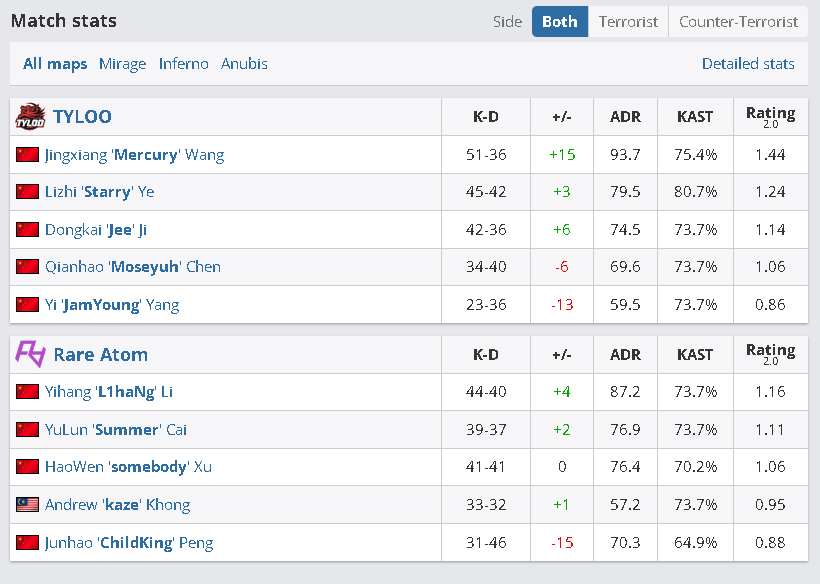 Match stats Side Both Terrorist Counter-Terrorist
All maps Mirage Inferno Anubis Detailed stats
TYLOO TYLOO K-D +/- ADR KAST Rating 2.0
Jingxiang 'Mercury' Wang 51-36 +15 93.7 75.4% 1.44
Lizhi 'Starry' Ye 45-42 +3 79.5 80.7% 1.24
Dongkai 'Jee' Ji 42-36 +6 74.5 73.7% 1.14
Qianhao 'Moseyuh' Chen 34-40 -6 69.6 73.7% 1.06
Yi 'JamYoung' Yang 23-36 -13 59.5 73.7% 0.86
Rare Atom K-D +/- ADR KAST Rating 2.0
Yihang 'L1haNg' Li 44-40 +4 87.2 73.7% 1.16
YuLun 'Summer' Cai 39-37 +2 76.9 73.7% 1.11
HaoWen 'somebody' Xu 41-41 0 76.4 70.2% 1.06
Andrew 'kaze' Khong 33-32 +1 57.2 73.7% 0.95
Junhao 'ChildKing' Peng 31-46 -15 70.3 64.9% 0.88